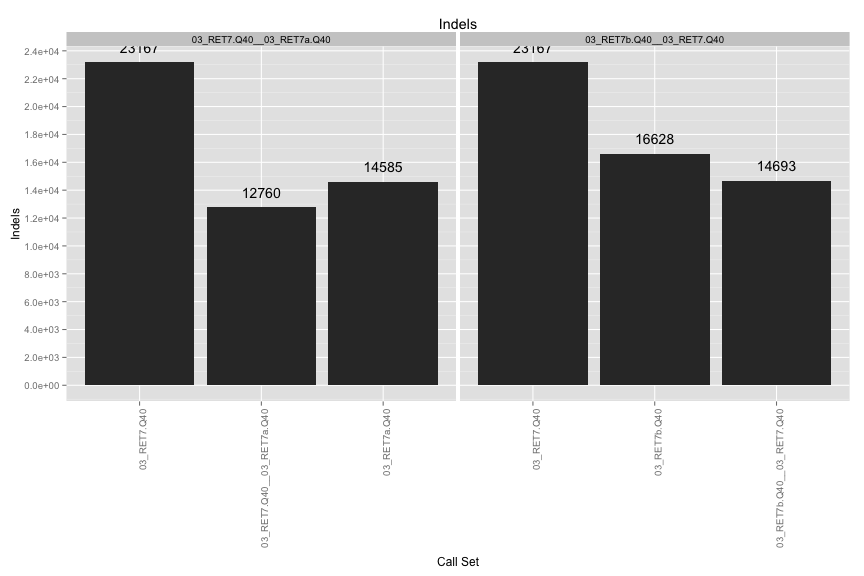 Indels
03_RET7.Q40__03_RET7a.Q40
03_RET7b.Q40__03_RET7.Q40
Indels
2.4e+04
2.2e+04
2.0e+04
1.8e+04
1.6e+04
1.4e+04
1.2e+04
1.0e+04
8.0e+03
6.0e+03
4.0e+03
2.0e+03
0.0e+00
23167
12760
14585
23167
16628
14693
03_RET7.Q40
03_RET7.Q40__03_RET7a.Q40
03_RET7a.Q40
03_RET7.Q40
03_RET7b.Q40
03_RET7b.Q40__03_RET7.Q40
Call Set